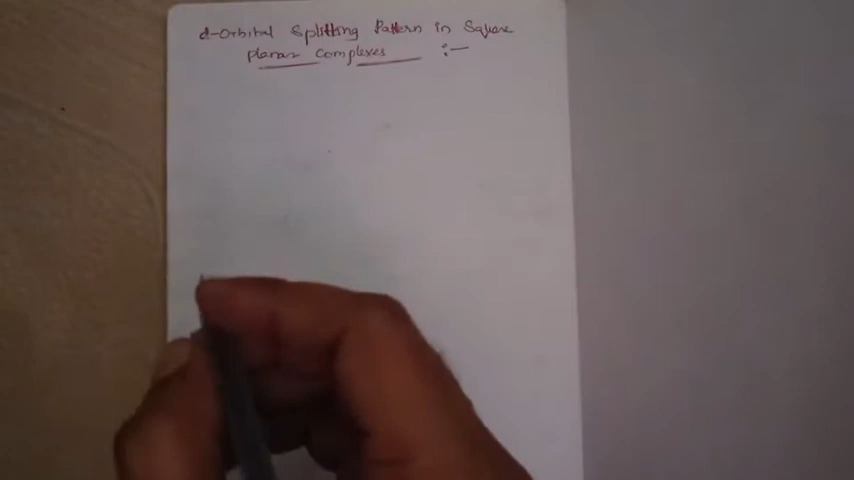 d-Orbital Splitting Pattern in Square
planar Complexes :-